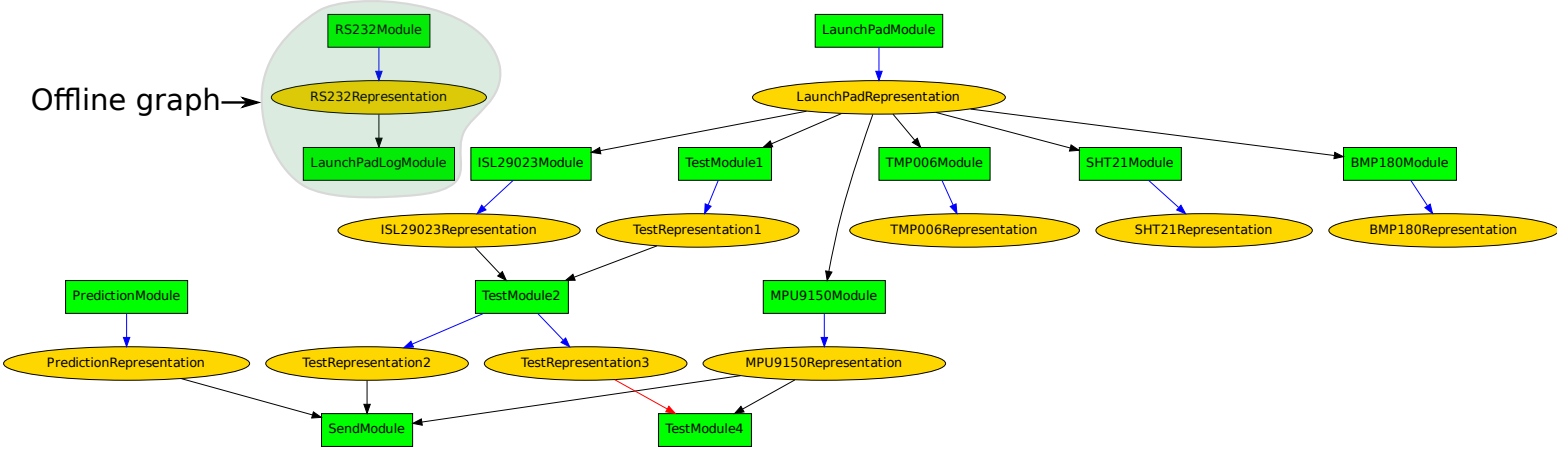 RS232Module
LaunchPadModule
Offline graph
RS232Representation
LaunchPadRepresentation
LaunchPadLogModule
ISL29023Module
TestModule1
TMP006Module
SHT21Module
BMP180Module
ISL29023Representation
TestRepresentation1
TMP006Representation
SHT21Representation
BMP180Representation
PredictionModule
TestModule2
MPU9150Module
PredictionRepresentation
TestRepresentation2
TestRepresentation3
MPU9150Representation
SendModule
TestModule4